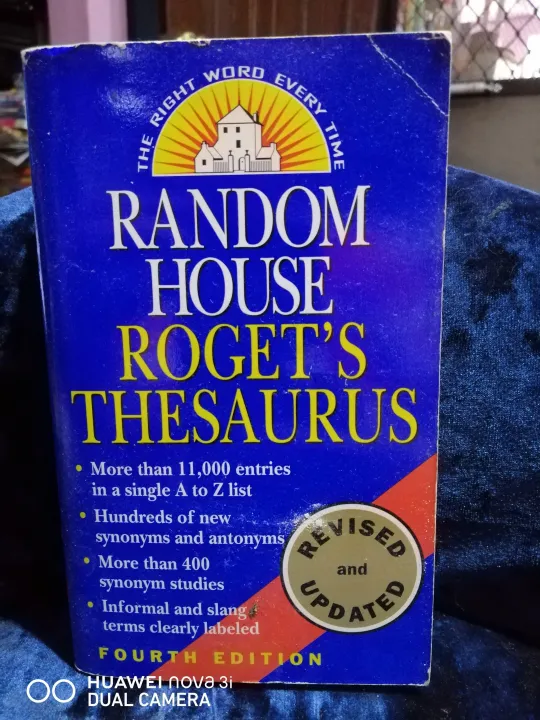 THE RIGHT WORD EVERY TIME
RANDOM
HOUSE
ROGET'S
THESAURUS
• More than 11,000 entries
in a single A to Z list
• Hundreds of new
synonyms and antonyms
• More than 400
synonym studies
• Informal and slang
terms clearly labeled
REVISED
and
UPDATED
FOURTH EDITION
HUAWEI nova 3i
DUAL CAMERA